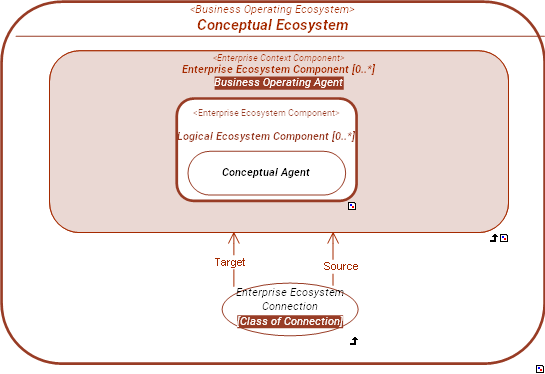 <Business Operating Ecosystem>
Conceptual Ecosystem
<Enterprise Context Component>
Enterprise Ecosystem Component [0..*]
Business Operating Agent
<Enterprise Ecosystem Component>
Logical Ecosystem Component [0..*]
Conceptual Agent
Target
Source
Enterprise Ecosystem
Connection
[Class of Connection]